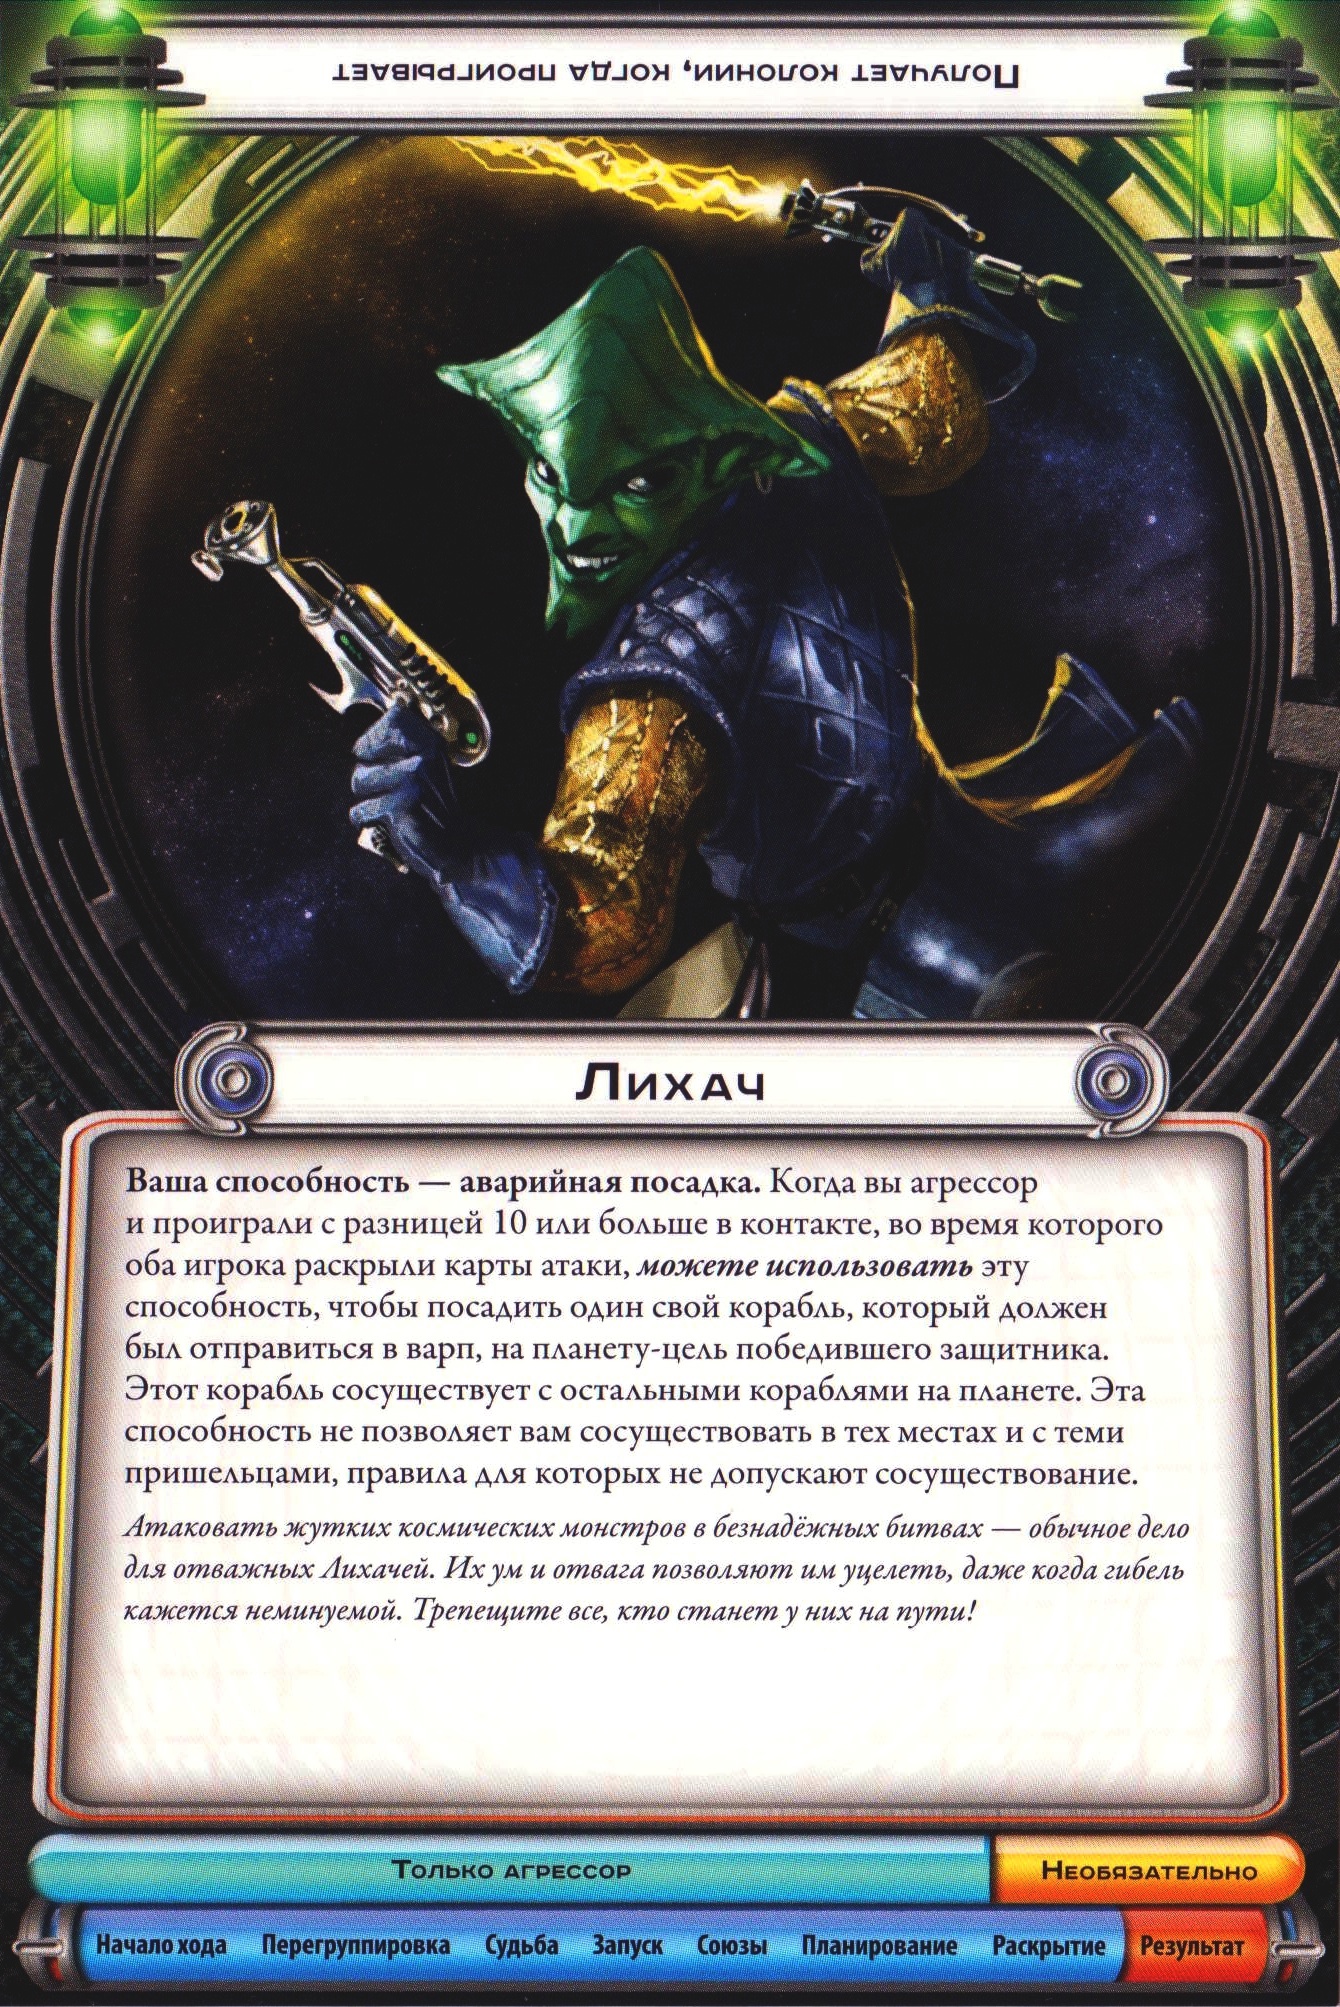 Получает колонии, когда проигрывает
Лихач
Ваша способность — аварийная посадка. Когда вы агрессор
и проиграли с разницей 10 или больше в контакте, во время которого
оба игрока раскрыли карты атаки, можете использовать эту
способность, чтобы посадить один свой корабль, который должен
был отправиться в варп, на планету-цель победившего защитника.
Этот корабль сосуществует с остальными кораблями на планете. Эта
способность не позволяет вам сосуществовать в тех местах и с теми
пришельцами, правила для которых не допускают сосуществование.
Атаковать жутких космических монстров в безнадёжных битвах — обычное дело
для отважных Лихачей. Их ум и отвага позволяют им уцелеть, даже когда гибель
кажется неминуемой. Трепещите все, кто станет у них на пути!
Только агрессор Необязательно
Начало хода Перегруппировка Судьба Запуск Союзы Планирование Раскрытие Результат